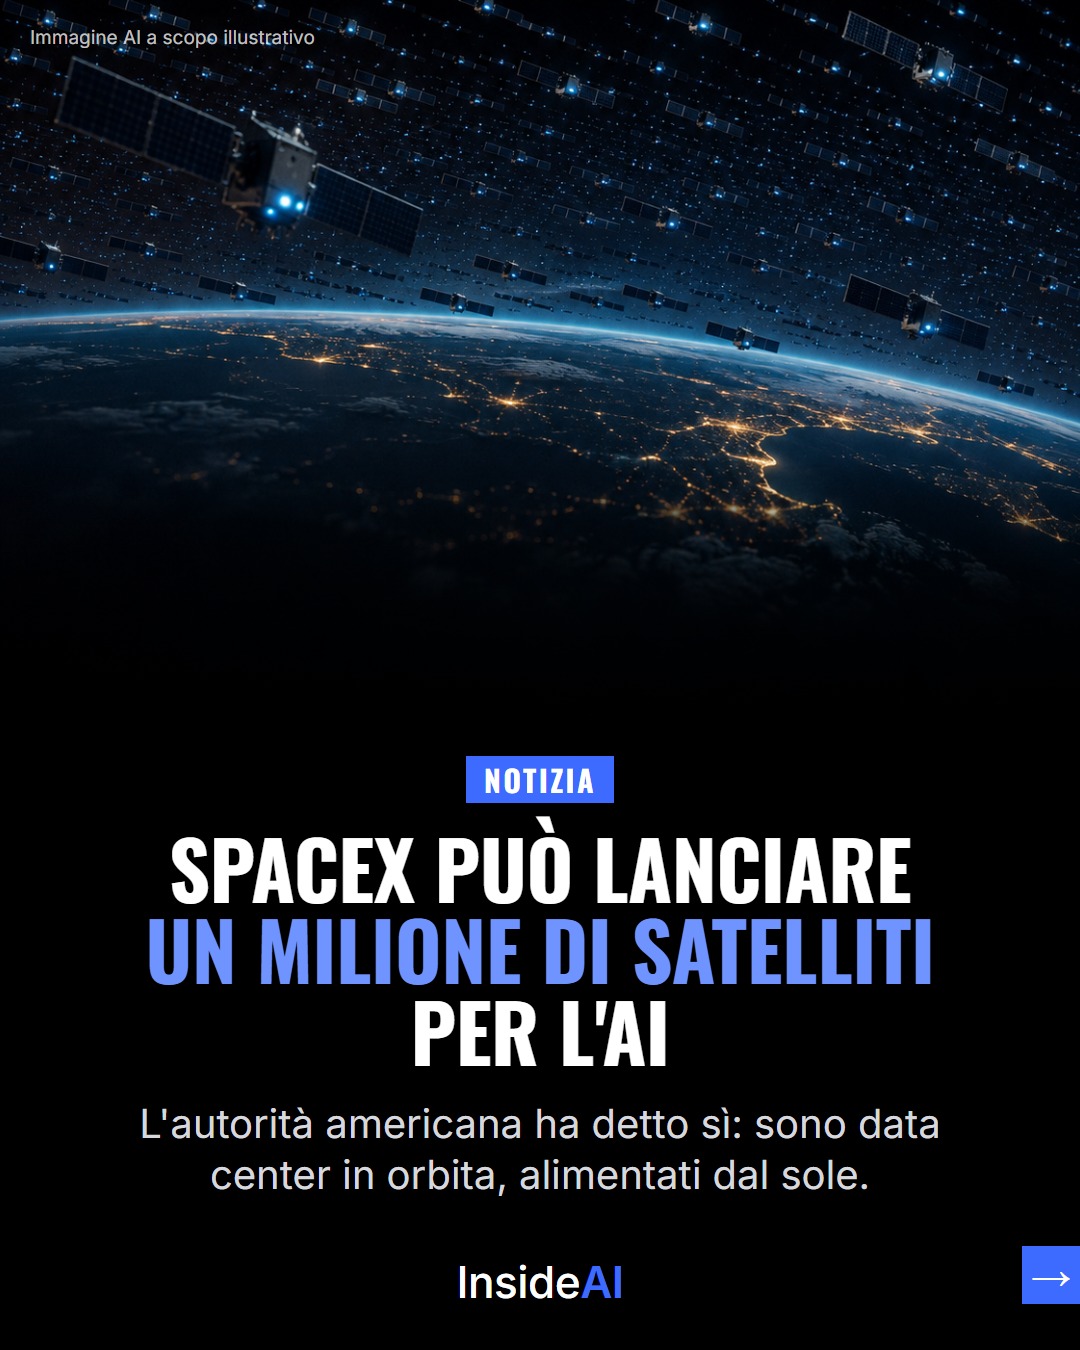 Immagine AI a scopo illustrativo
NOTIZIA
SPACEX PUÒ LANCIARE
UN MILIONE DI SATELLITI
PER L'AI
L'autorità americana ha detto sì: sono data
center in orbita, alimentati dal sole.
InsideAI
→